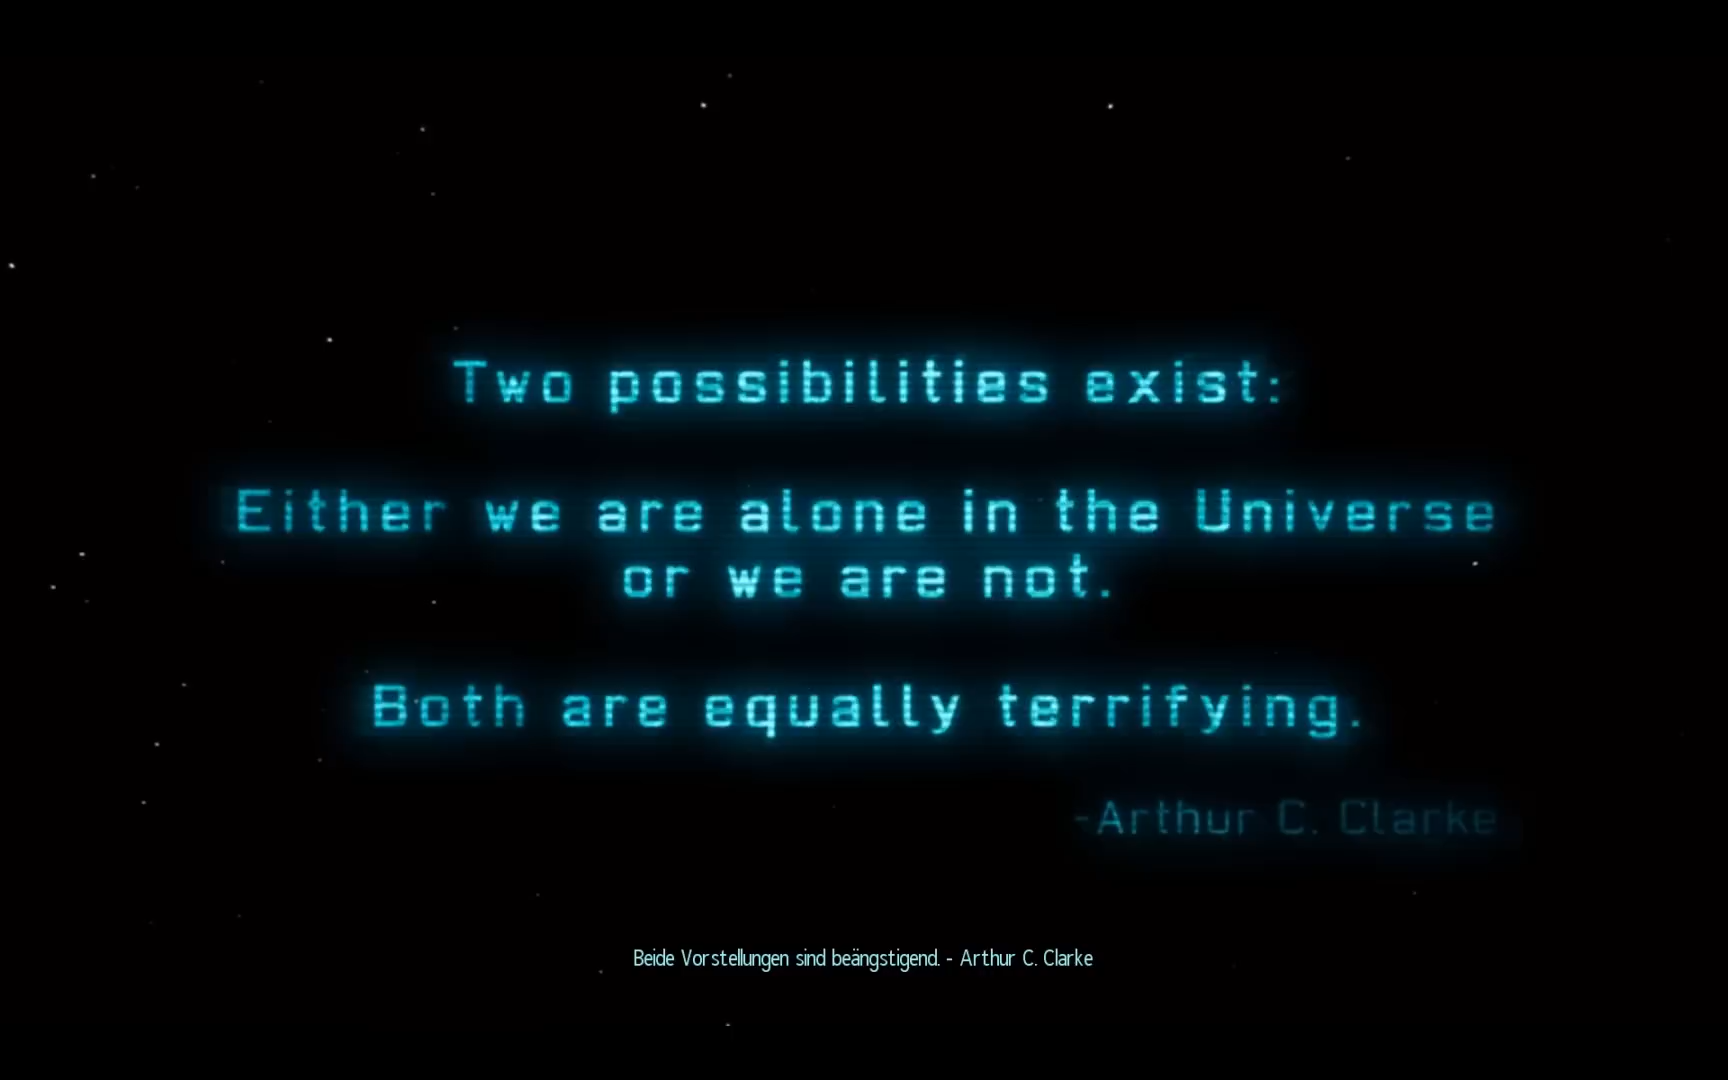 Two possibilities exist:
Either we are alone in the Universe
or we are not.
Both are equally terrifying.
-Arthur C. Clarke
Beide Vorstellungen sind beängstigend. - Arthur C. Clarke